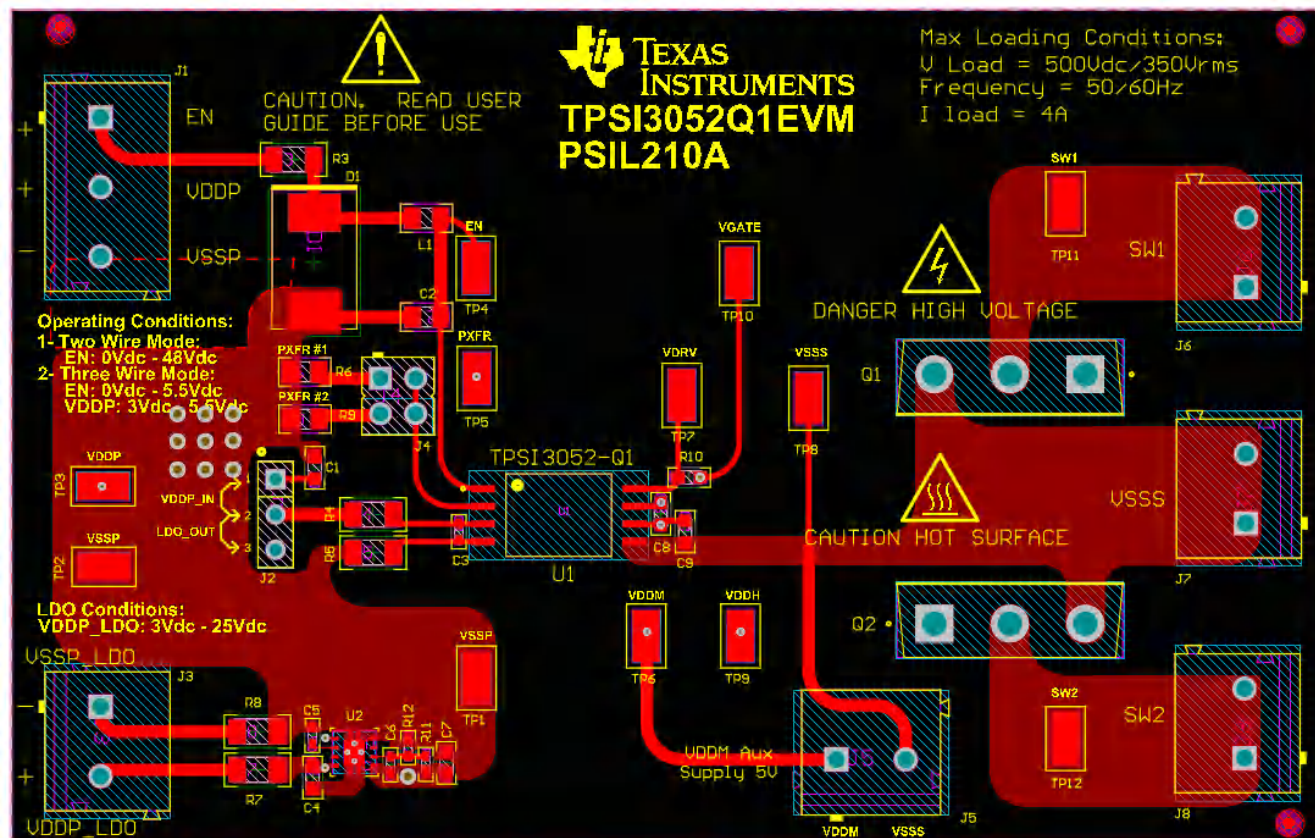 TEXAS
INSTRUMENTS
TPSI3052Q1EVM
PSIL210A
Max Loading Conditions:
V Load = 500Vdc/350Vrms
Frequency = 50/60Hz
I load = 4A
CAUTION. READ USER
GUIDE BEFORE USE
J1
EN
VDDP
VSSP
+
+
-
R3
D1
L1
C2
EN
TP4
PXFR
TP5
VGATE
TP10
SW1
TP11
SW1
J6
DANGER HIGH VOLTAGE
Operating Conditions:
1- Two Wire Mode:
EN: 0Vdc - 48Vdc
2- Three Wire Mode:
EN: 0Vdc - 5.5Vdc
VDDP: 3Vdc - 5.5Vdc
PXFR #1
R6
PXFR #2
R9
J4
VDRV
TP7
VSSS
TP8
Q1
VDDP
TP3
VSSP
TP2
VDDP_IN
LDO_OUT
1
2
3
J2
C1
R4
R5
C3
TPSI3052-Q1
U1
U1
R10
C8
C9
CAUTION HOT SURFACE
VSSS
J7
LDO Conditions:
VDDP_LDO: 3Vdc - 25Vdc
VSSP_LDO
J3
-
+
VDDP_LDO
R8
R7
C5
C4
U2
C6
R12
R11
C7
VSSP
TP1
VDDM
TP6
VDDH
TP9
Q2
VDDM Aux
Supply 5V
J5
J5
VDDM
VSSS
SW2
TP12
SW2
J8